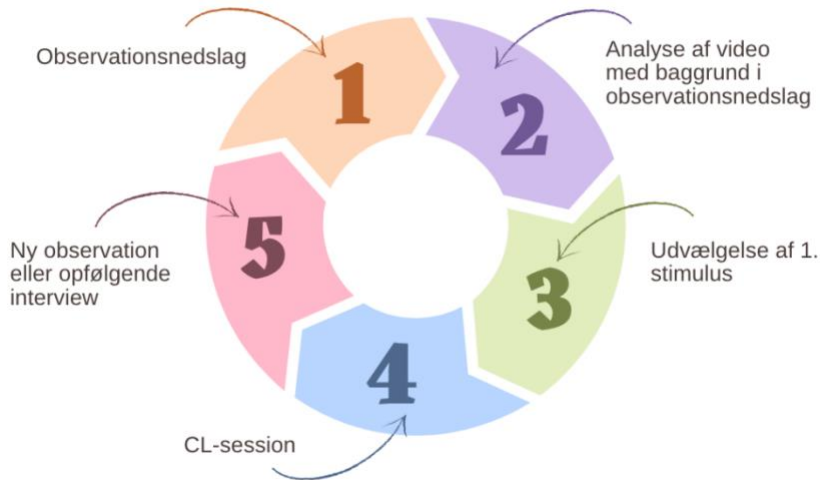 Observationsnedslag
1
Analyse af video
med baggrund i
observationsnedslag
2
Udvælgelse af 1.
stimulus
3
CL-session
4
Ny observation
eller opfølgende
interview
5